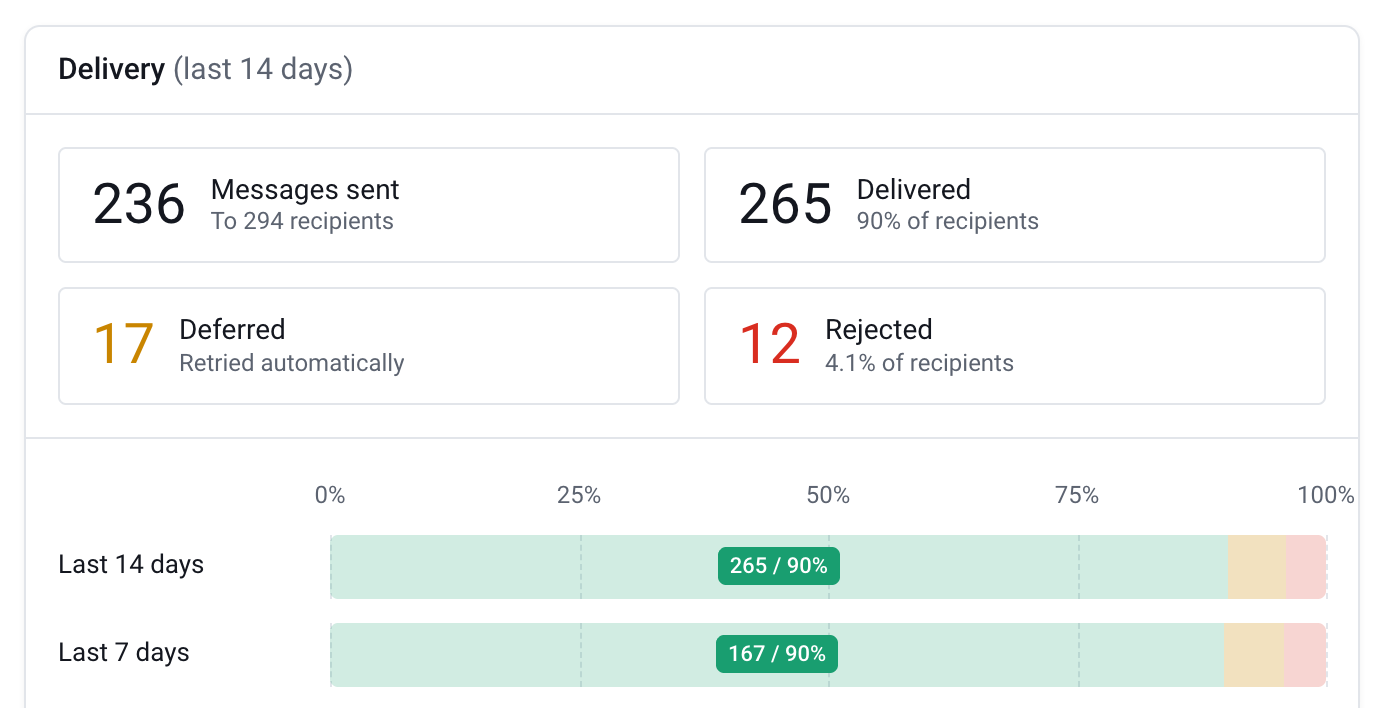 Delivery (last 14 days)
236
Messages sent
To 294 recipients
265
Delivered
90% of recipients
17
Deferred
Retried automatically
12
Rejected
4.1% of recipients
0% 25% 50% 75% 100%
Last 14 days 265 / 90%
Last 7 days 167 / 90%